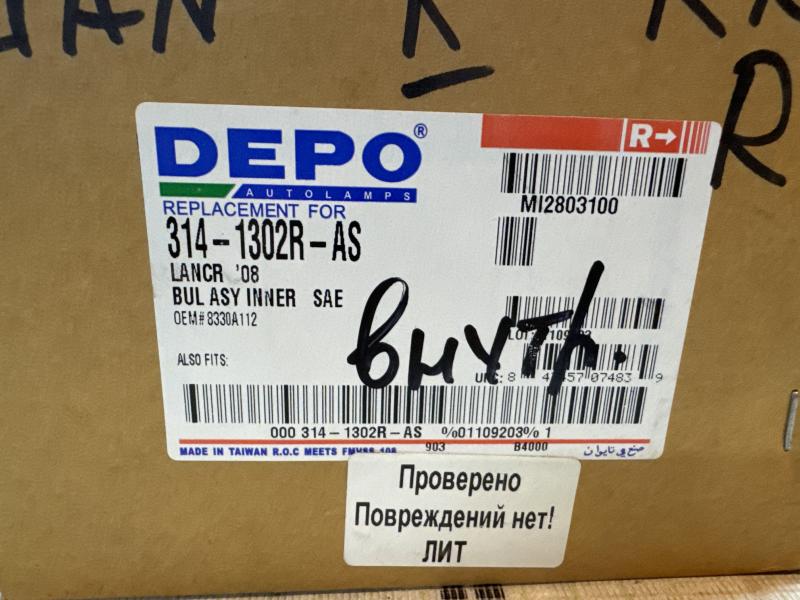 DEPO®
AUTOLAMPS
REPLACEMENT FOR
314-1302R-AS
LANCR '08
BUL ASY INNER SAE
OEM# 8330A112
ALSO FITS:
R→
MI2803100
внутр.
000 314-1302R-AS %01109203% 1
MADE IN TAIWAN R.O.C MEETS FMVSS 108
903
B4000
صنع في تايوان
Проверено
Повреждений нет!
ЛИТ
R